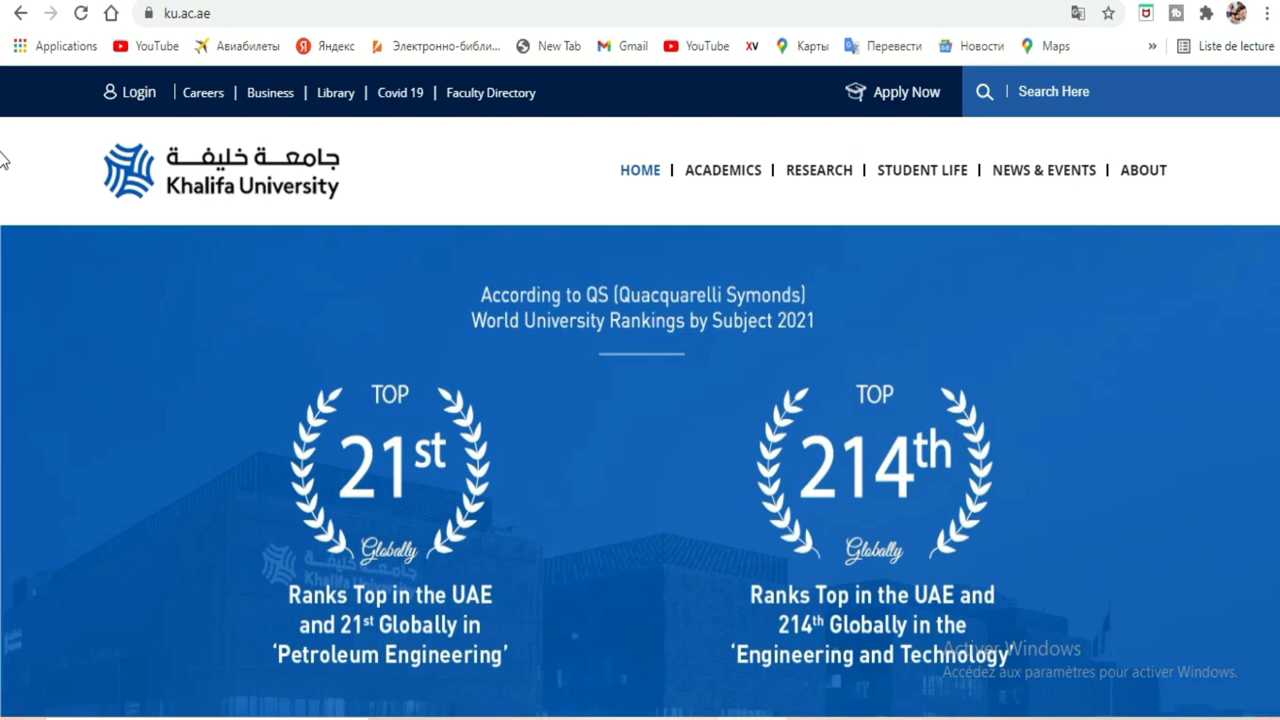 ku.ac.ae
Applications YouTube Авиабилеты Яндекс Электронно-библи... New Tab Gmail YouTube XV Карты Перевести Новости Maps » Liste de lecture
Login | Careers | Business | Library | Covid 19 | Faculty Directory Apply Now | Search Here
جامعة خليفة
Khalifa University
HOME | ACADEMICS | RESEARCH | STUDENT LIFE | NEWS & EVENTS | ABOUT
According to QS (Quacquarelli Symonds)
World University Rankings by Subject 2021
TOP
21st
Globally
Ranks Top in the UAE
and 21st Globally in
‘Petroleum Engineering’
TOP
214th
Globally
Ranks Top in the UAE and
214th Globally in the
‘Engineering and Technology’
جامعة خليفة
Khalifa University
Activer Windows
Accédez aux paramètres pour activer Windows.